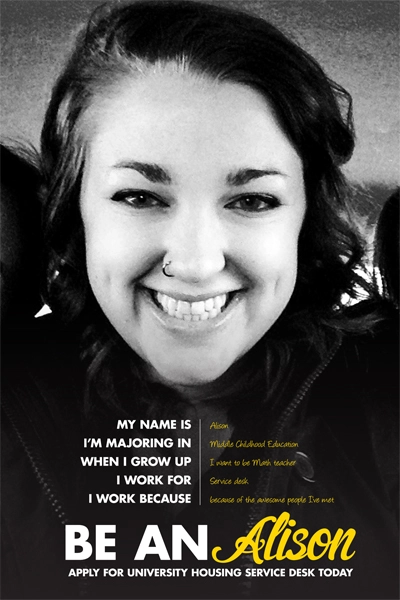 MY NAME IS Alison
I'M MAJORING IN Middle Childhood Education
WHEN I GROW UP I want to be Math teacher
I WORK FOR Service desk
I WORK BECAUSE because of the awesome people I've met
BE AN Alison
APPLY FOR UNIVERSITY HOUSING SERVICE DESK TODAY